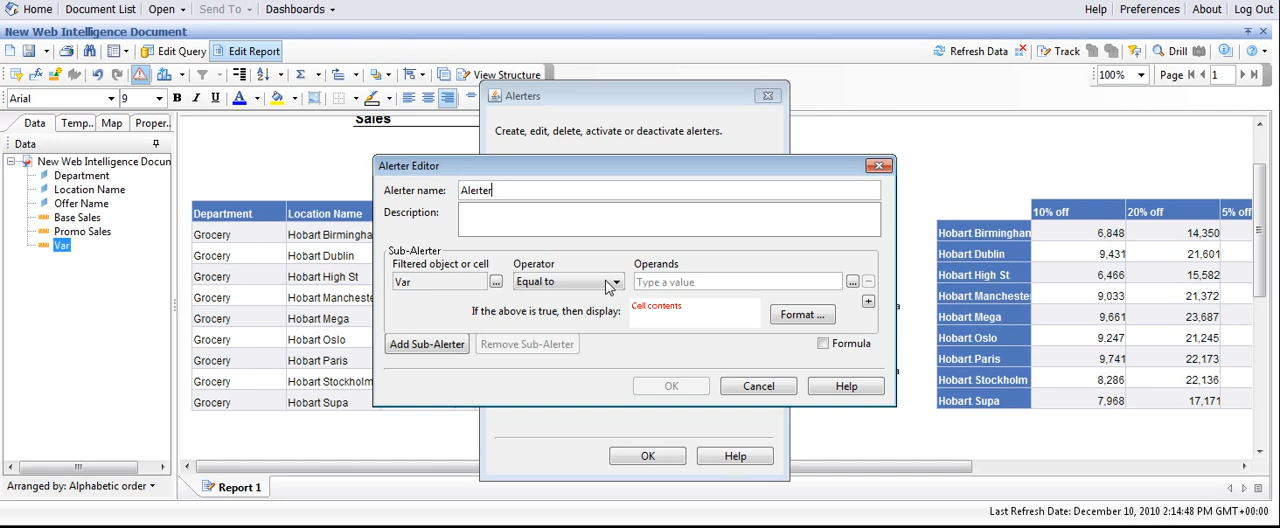 Home Document List Open Send To Dashboards Help Preferences About Log Out
New Web Intelligence Document
Edit Query Edit Report Refresh Data Track Drill
View Structure 100% Page 1
Arial 9 B I U A
Data Temp.. Map Proper.
Data
New Web Intelligence Docun
Department
Location Name
Offer Name
Base Sales
Promo Sales
Var
Arranged by: Alphabetic order
Sales
Department Location Name
Grocery Hobart Birmingha
Grocery Hobart Dublin
Grocery Hobart High St
Grocery Hobart Mancheste
Grocery Hobart Mega
Grocery Hobart Oslo
Grocery Hobart Paris
Grocery Hobart Stockholm
Grocery Hobart Supa
Alerters
Create, edit, delete, activate or deactivate alerters.
Alerter Editor
Alerter name: Alerter
Description:
Sub-Alerter
Filtered object or cell Operator Operands
Var ... Equal to Type a value ...
If the above is true, then display: Cell contents Format ...
Add Sub-Alerter Remove Sub-Alerter Formula
OK Cancel Help
OK Help
10% off 20% off 5% off
Hobart Birminghan 6,848 14,350
Hobart Dublin 9,431 21,601
Hobart High St 6,466 15,582
Hobart Mancheste 9,033 21,372
Hobart Mega 9,661 23,687
Hobart Oslo 9,247 21,245
Hobart Paris 9,741 22,173
Hobart Stockholm 8,286 22,136
Hobart Supa 7,968 17,171
Report 1
Last Refresh Date: December 10, 2010 2:14:48 PM GMT+00:00